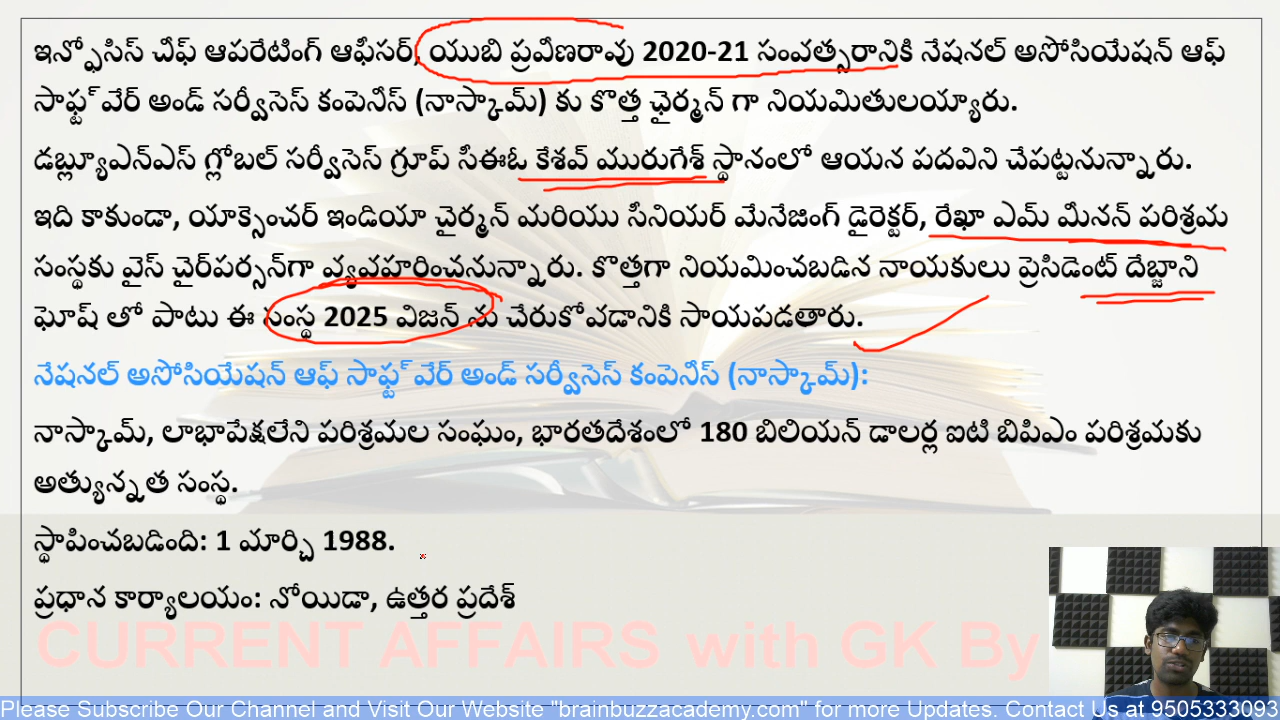 ఇన్ఫోసిస్ చీఫ్ ఆపరేటింగ్ ఆఫీసర్, యుబి ప్రవీణరావు 2020-21 సంవత్సరానికి నేషనల్ అసోసియేషన్ ఆఫ్
సాఫ్ట్‌వేర్ అండ్ సర్వీసెస్ కంపెనీస్ (నాస్కామ్) కు కొత్త ఛైర్మన్ గా నియమితులయ్యారు.
డబ్ల్యూఎన్ఎస్ గ్లోబల్ సర్వీసెస్ గ్రూప్ సీఈఓ కేశవ్ మురుగేశ్ స్థానంలో ఆయన పదవిని చేపట్టనున్నారు.
ఇది కాకుండా, యాక్సెంచర్ ఇండియా చైర్మన్ మరియు సీనియర్ మేనేజింగ్ డైరెక్టర్, రేఖా ఎమ్ మీనన్ పరిశ్రమ
సంస్థకు వైస్ చైర్‌పర్సన్‌గా వ్యవహరించనున్నారు. కొత్తగా నియమించబడిన నాయకులు ప్రెసిడెంట్ దేబ్జాని
ఘోష్ లో పాటు ఈ సంస్థ 2025 విజన్ ను చేరుకోవడానికి సాయపడతారు.
నేషనల్ అసోసియేషన్ ఆఫ్ సాఫ్ట్‌వేర్ అండ్ సర్వీసెస్ కంపెనీస్ (నాస్కామ్):
నాస్కామ్, లాభాపేక్షలేని పరిశ్రమల సంఘం, భారతదేశంలో 180 బిలియన్ డాలర్ల ఐటి బిపిఎం పరిశ్రమకు
అత్యున్నత సంస్థ.
స్థాపించబడింది: 1 మార్చి 1988.
ప్రధాన కార్యాలయం: నోయిడా, ఉత్తర ప్రదేశ్
CURRENT AFFAIRS with GK By
Please Subscribe Our Channel and Visit Our Website "brainbuzzacademy.com" for more Updates. Contact Us at 9505333093